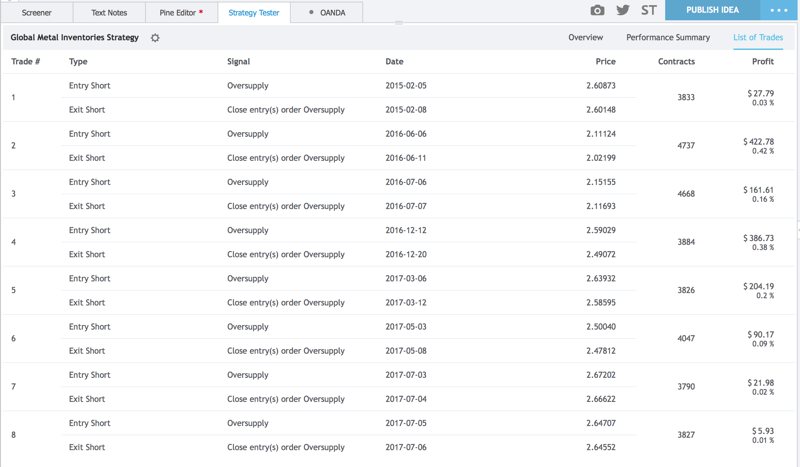 Screener Text Notes Pine Editor * Strategy Tester • OANDA ST PUBLISH IDEA •••
Global Metal Inventories Strategy Overview Performance Summary List of Trades
Trade # Type Signal Date Price Contracts Profit
1 Entry Short Oversupply 2015-02-05 2.60873 3833 $ 27.79
0.03 %
Exit Short Close entry(s) order Oversupply 2015-02-08 2.60148
2 Entry Short Oversupply 2016-06-06 2.11124 4737 $ 422.78
0.42 %
Exit Short Close entry(s) order Oversupply 2016-06-11 2.02199
3 Entry Short Oversupply 2016-07-06 2.15155 4668 $ 161.61
0.16 %
Exit Short Close entry(s) order Oversupply 2016-07-07 2.11693
4 Entry Short Oversupply 2016-12-12 2.59029 3884 $ 386.73
0.38 %
Exit Short Close entry(s) order Oversupply 2016-12-20 2.49072
5 Entry Short Oversupply 2017-03-06 2.63932 3826 $ 204.19
0.2 %
Exit Short Close entry(s) order Oversupply 2017-03-12 2.58595
6 Entry Short Oversupply 2017-05-03 2.50040 4047 $ 90.17
0.09 %
Exit Short Close entry(s) order Oversupply 2017-05-08 2.47812
7 Entry Short Oversupply 2017-07-03 2.67202 3790 $ 21.98
0.02 %
Exit Short Close entry(s) order Oversupply 2017-07-04 2.66622
8 Entry Short Oversupply 2017-07-05 2.64707 3827 $ 5.93
0.01 %
Exit Short Close entry(s) order Oversupply 2017-07-06 2.64552